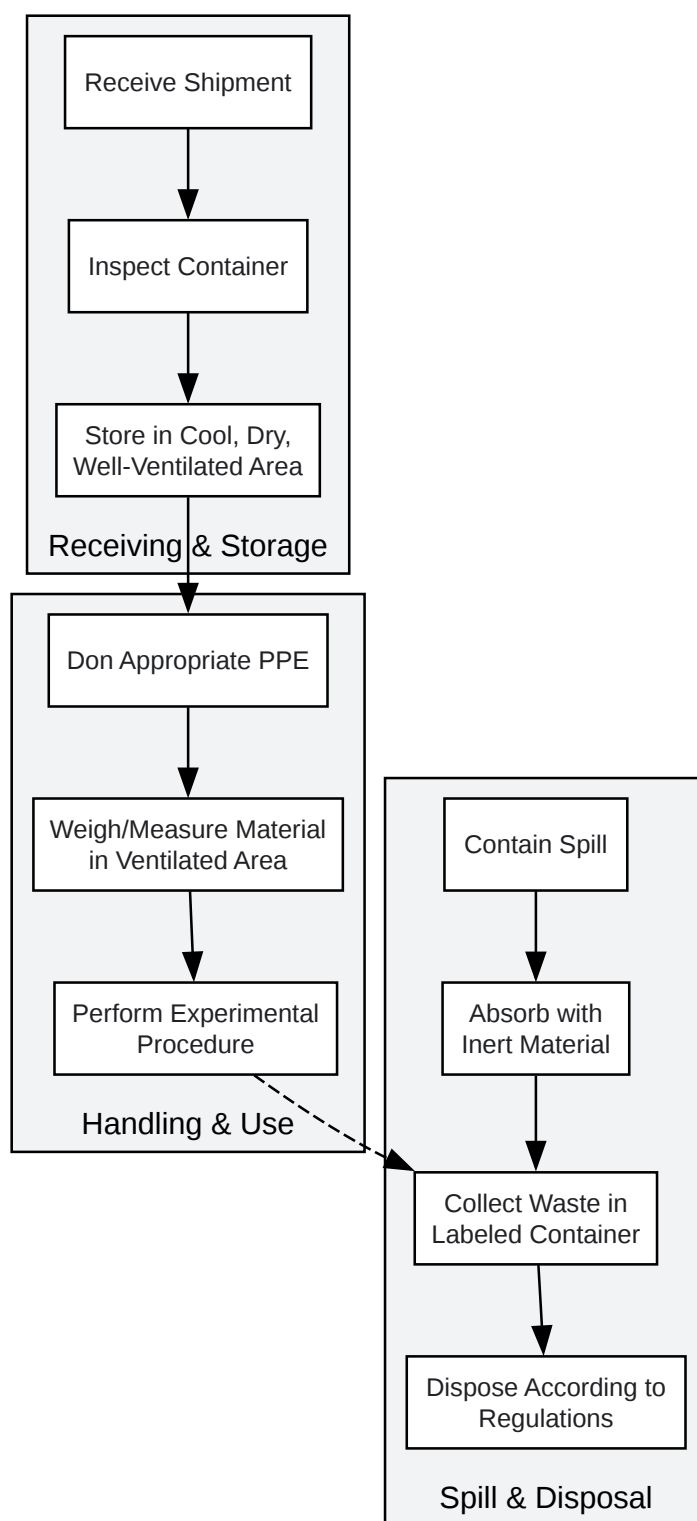 Receive Shipment
Inspect Container
Store in Cool, Dry,
Well-Ventilated Area
Receiving & Storage
Don Appropriate PPE
Weigh/Measure Material
in Ventilated Area
Perform Experimental
Procedure
Handling & Use
Contain Spill
Absorb with
Inert Material
Collect Waste in
Labeled Container
Dispose According to
Regulations
Spill & Disposal